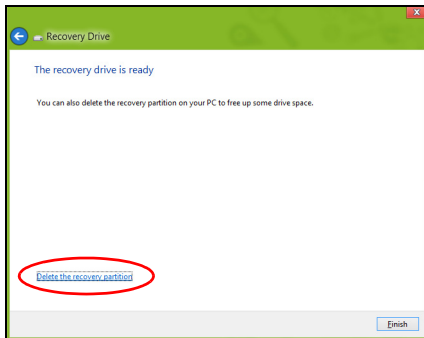 Recovery Drive
The recovery drive is ready
You can also delete the recovery partition on your PC to free up some drive space.
Delete the recovery partition
Finish